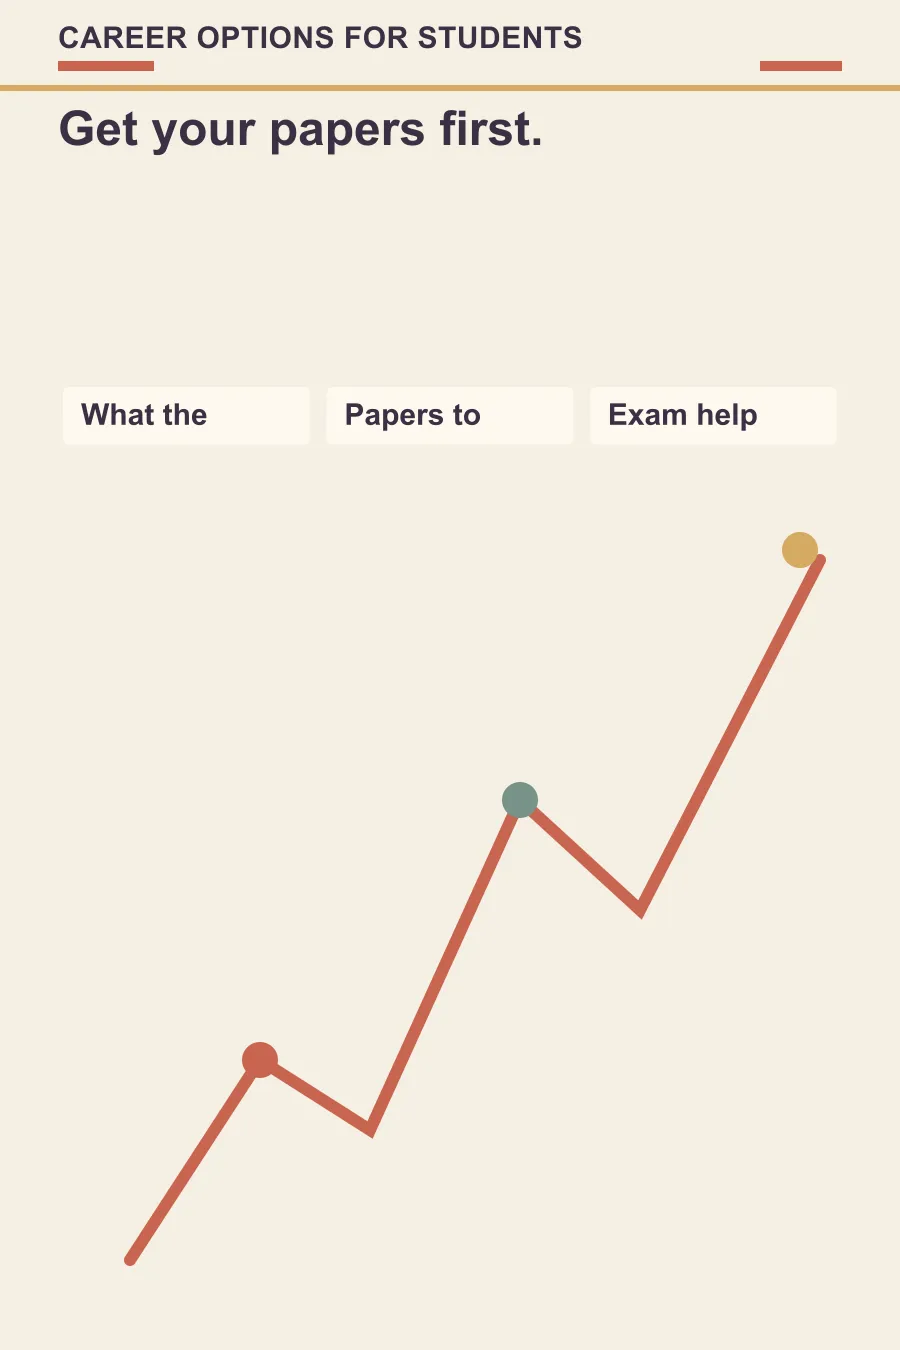 CAREER OPTIONS FOR STUDENTS
Get your papers first.
What the
Papers to
Exam help